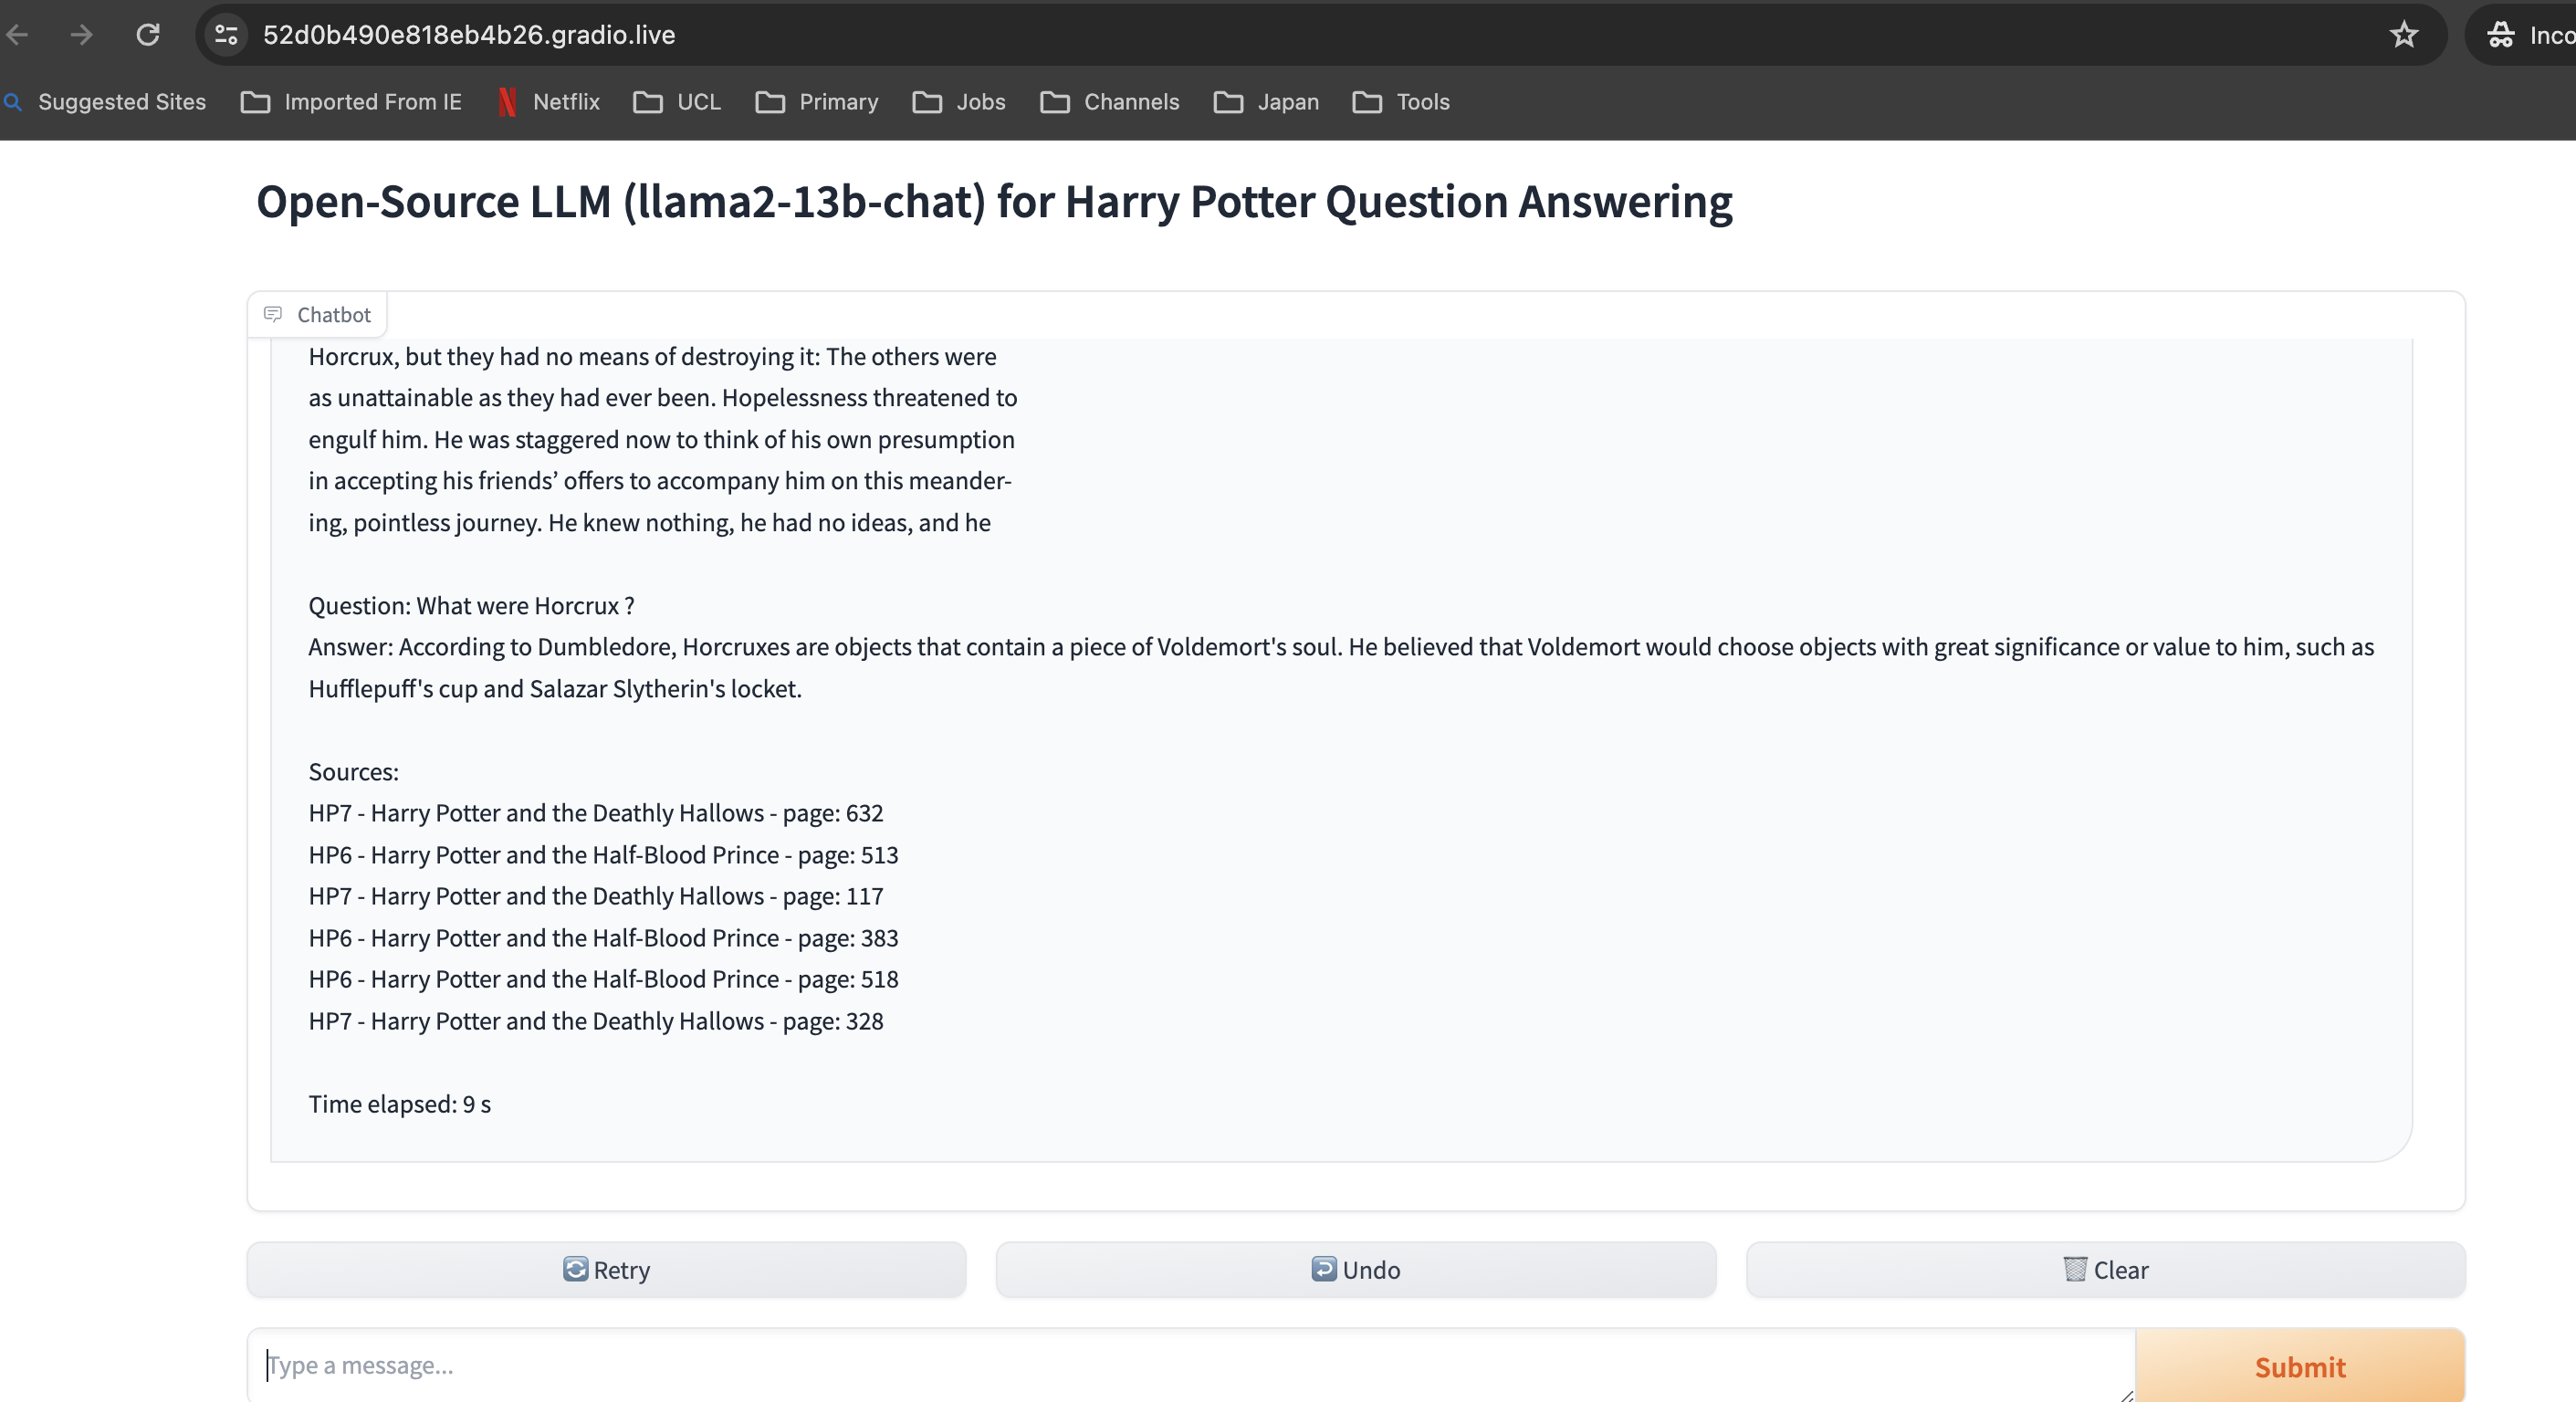 52d0b490e818eb4b26.gradio.live
Inco
Suggested Sites Imported From IE Netflix UCL Primary Jobs Channels Japan Tools
Open-Source LLM (llama2-13b-chat) for Harry Potter Question Answering
Chatbot
Horcrux, but they had no means of destroying it: The others were
as unattainable as they had ever been. Hopelessness threatened to
engulf him. He was staggered now to think of his own presumption
in accepting his friends’ offers to accompany him on this meander-
ing, pointless journey. He knew nothing, he had no ideas, and he
Question: What were Horcrux ?
Answer: According to Dumbledore, Horcruxes are objects that contain a piece of Voldemort's soul. He believed that Voldemort would choose objects with great significance or value to him, such as
Hufflepuff's cup and Salazar Slytherin's locket.
Sources:
HP7 - Harry Potter and the Deathly Hallows - page: 632
HP6 - Harry Potter and the Half-Blood Prince - page: 513
HP7 - Harry Potter and the Deathly Hallows - page: 117
HP6 - Harry Potter and the Half-Blood Prince - page: 383
HP6 - Harry Potter and the Half-Blood Prince - page: 518
HP7 - Harry Potter and the Deathly Hallows - page: 328
Time elapsed: 9 s
Retry Undo Clear
Type a message...
Submit